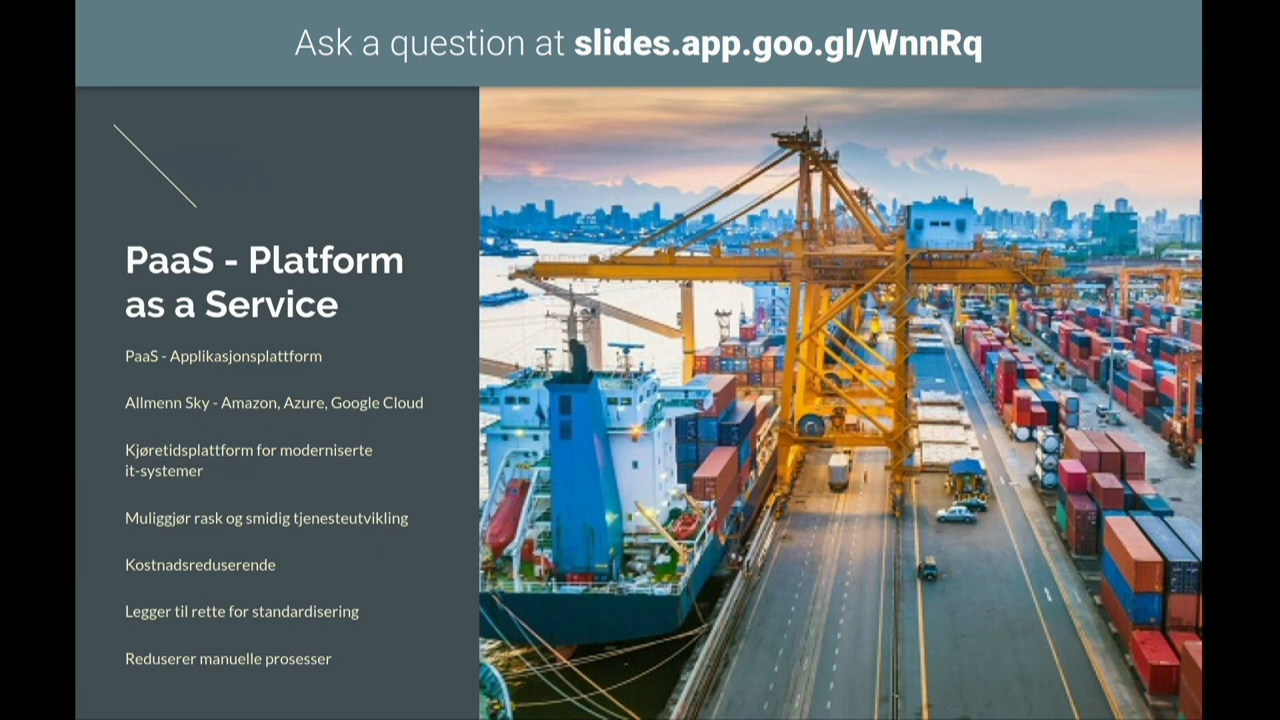 Ask a question at slides.app.goo.gl/WnnRq
PaaS - Platform
as a Service
PaaS - Applikasjonsplattform
Allmenn Sky - Amazon, Azure, Google Cloud
Kjøretidsplattform for moderniserte
it-systemer
Muliggjør rask og smidig tjenesteutvikling
Kostnadsreduserende
Legger til rette for standardisering
Reduserer manuelle prosesser